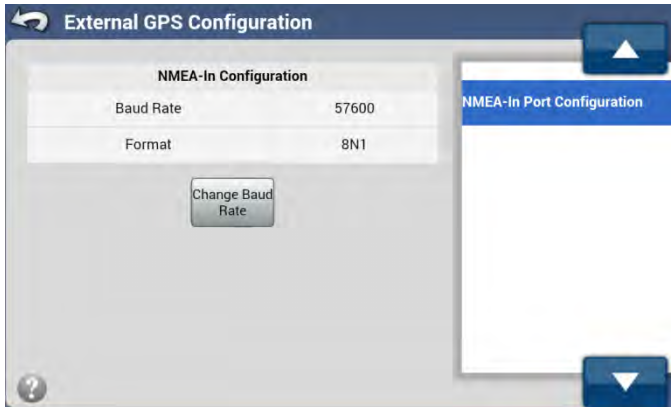 External GPS Configuration
NMEA-In Configuration
Baud Rate 57600
Format 8N1
Change Baud
Rate
NMEA-In Port Configuration
?